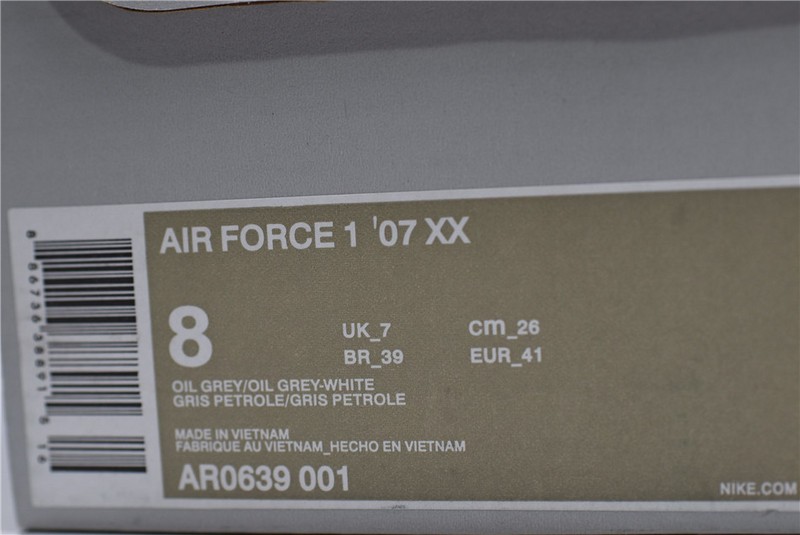 AIR FORCE 1 '07 XX
8
UK_7 cm_26
BR_39 EUR_41
OIL GREY/OIL GREY-WHITE
GRIS PETROLE/GRIS PETROLE
MADE IN VIETNAM
FABRIQUE AU VIETNAM_HECHO EN VIETNAM
AR0639 001
NIKE.COM